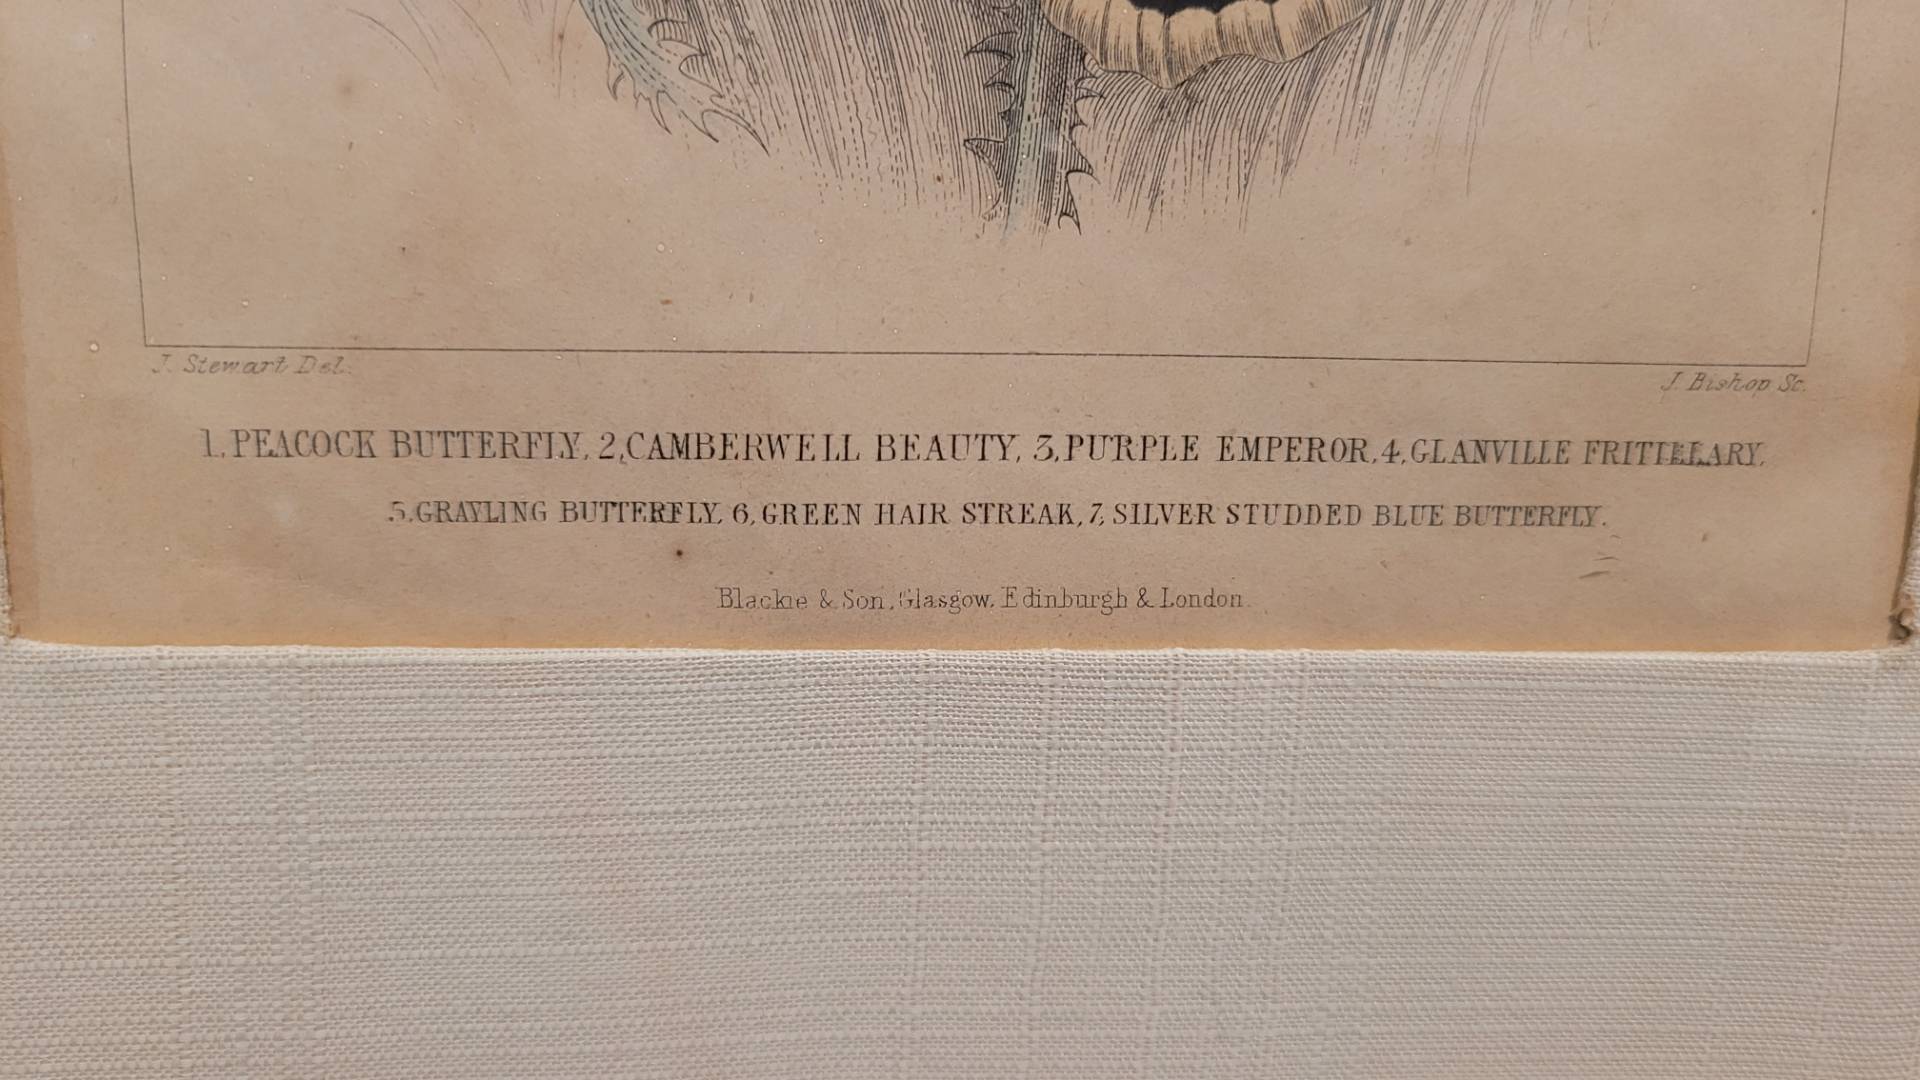 J. Stewart Del.
J. Bishop Sc.
1, PEACOCK BUTTERFLY, 2, CAMBERWELL BEAUTY, 3, PURPLE EMPEROR, 4, GLANVILLE FRITILLARY,
5, GRAYLING BUTTERFLY, 6, GREEN HAIR STREAK, 7, SILVER STUDDED BLUE BUTTERFLY.
Blackie & Son, Glasgow, Edinburgh & London.